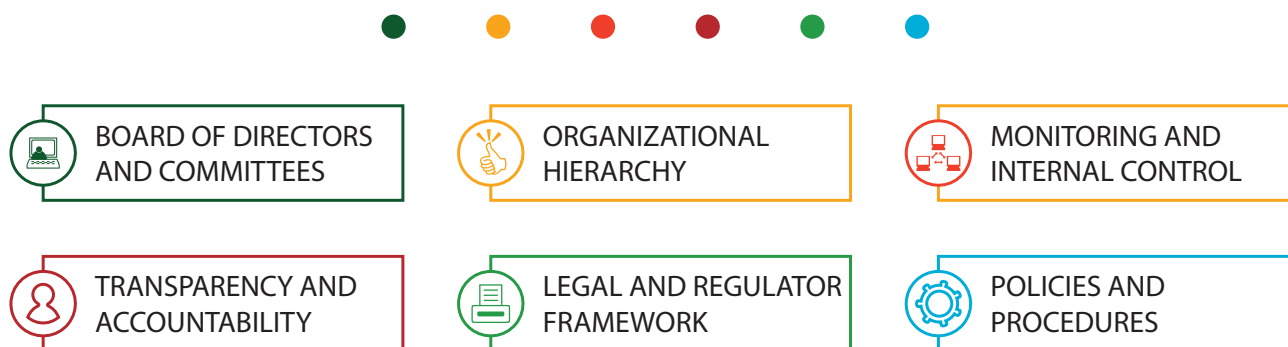 BOARD OF DIRECTORS
AND COMMITTEES
ORGANIZATIONAL
HIERARCHY
MONITORING AND
INTERNAL CONTROL
TRANSPARENCY AND
ACCOUNTABILITY
LEGAL AND REGULATOR
FRAMEWORK
POLICIES AND
PROCEDURES